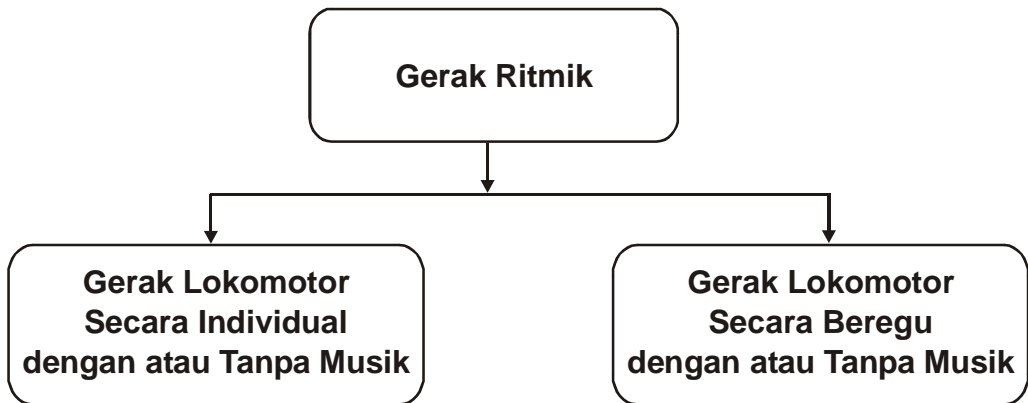 Gerak Ritmik
Gerak Lokomotor
Secara Individual
dengan atau Tanpa Musik
Gerak Lokomotor
Secara Beregu
dengan atau Tanpa Musik